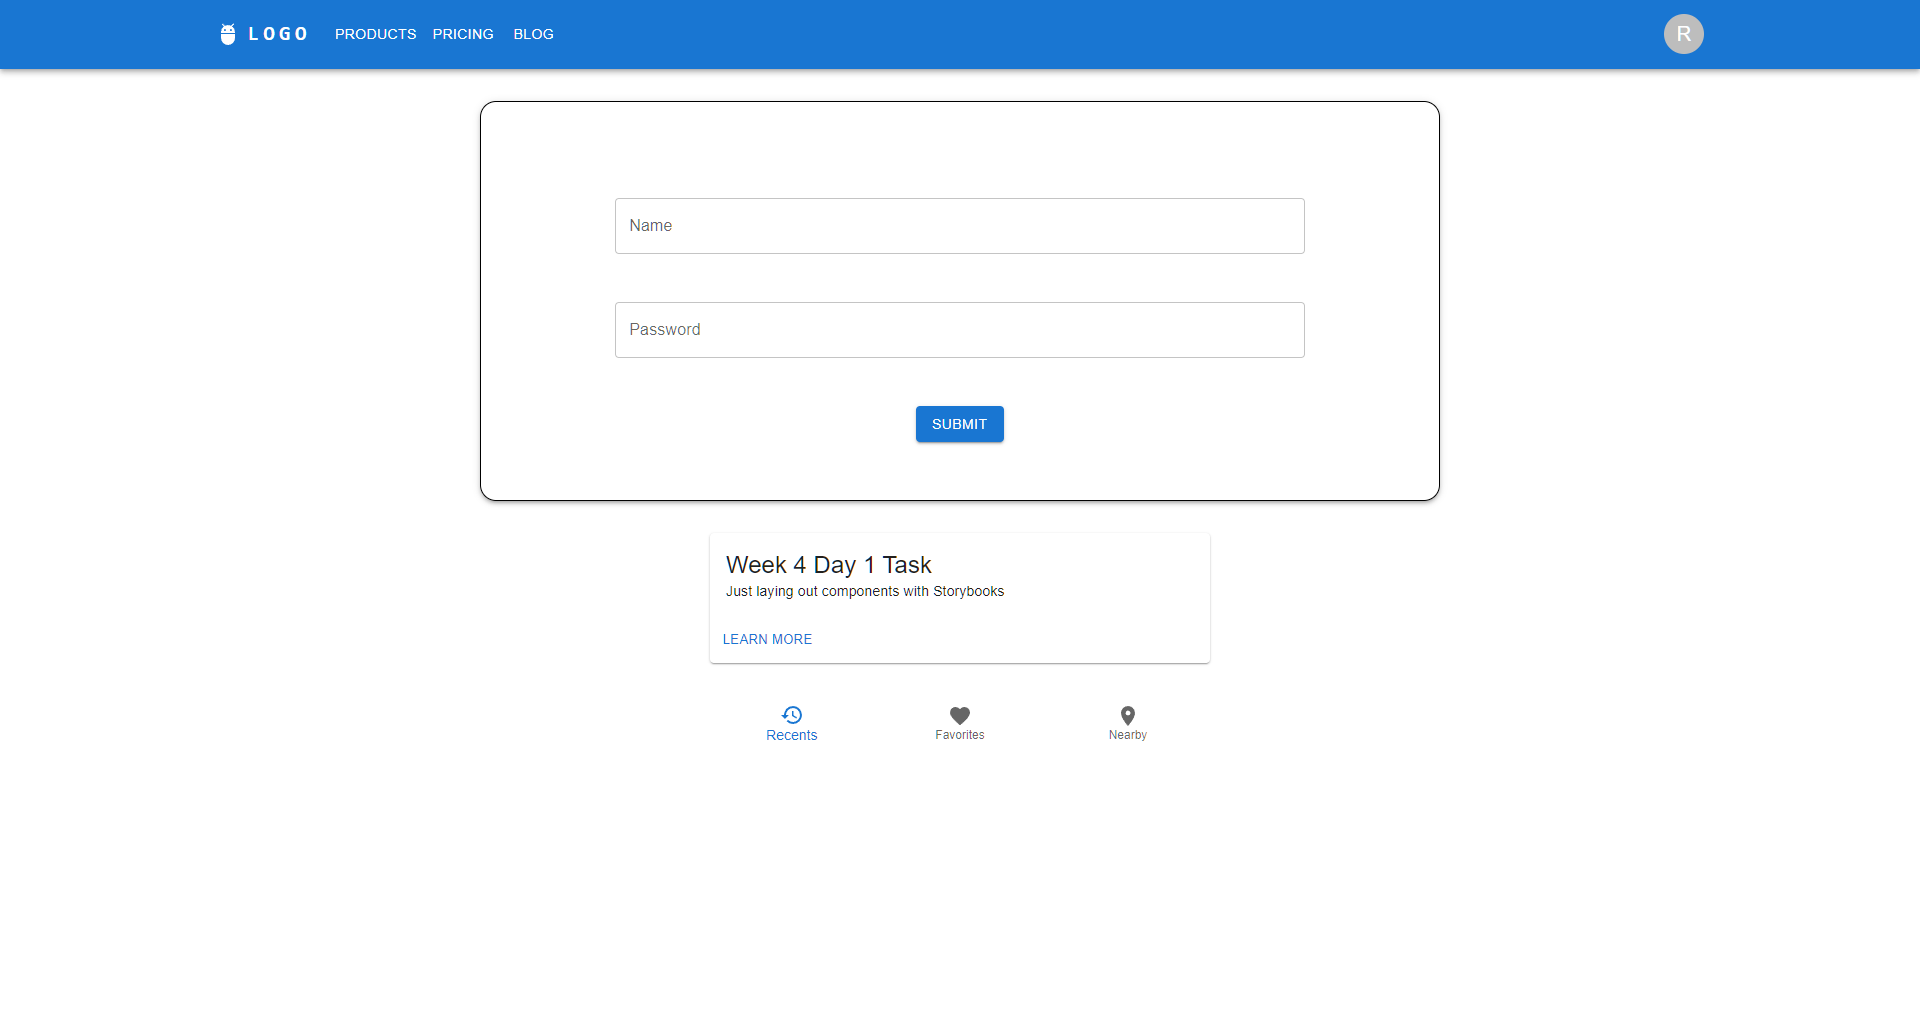 LOGO PRODUCTS PRICING BLOG R
Name
Password
SUBMIT
Week 4 Day 1 Task
Just laying out components with Storybooks
LEARN MORE
Recents Favorites Nearby